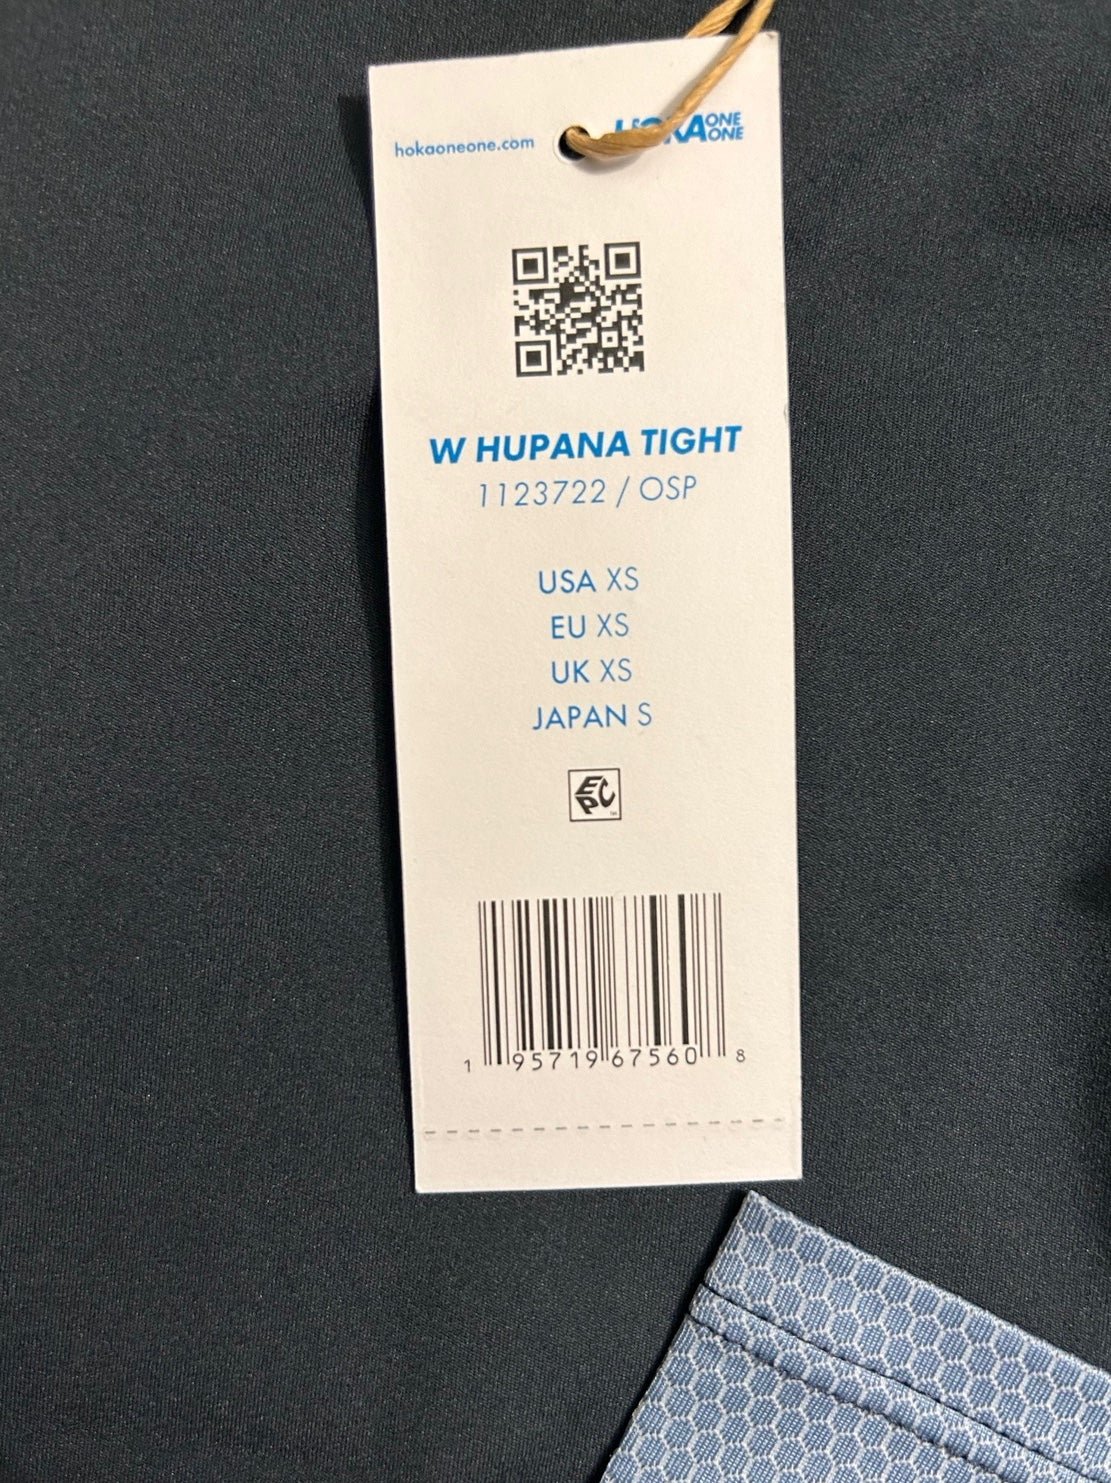 hokaoneone.com
HOKA ONE ONE
W HUPANA TIGHT
1123722 / OSP
USA XS
EU XS
UK XS
JAPAN S
EPC™
1 95719 67560 8